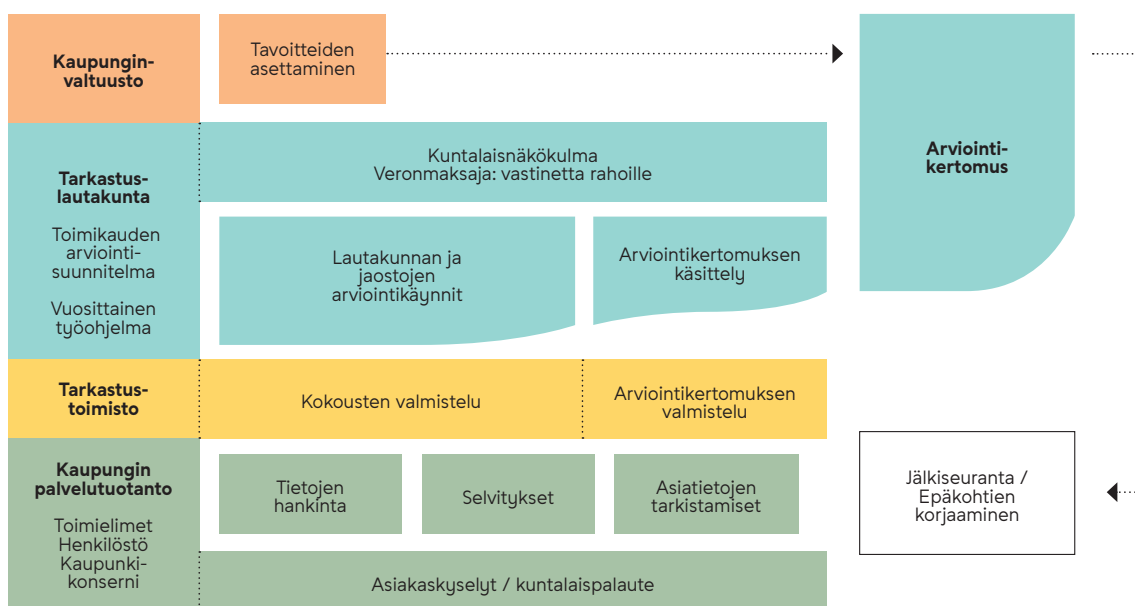 Kaupungin-
valtuusto
Tavoitteiden
asettaminen
Arviointi-
kertomus
Tarkastus-
lautakunta
Toimikauden
arviointi-
suunnitelma
Vuosittainen
työohjelma
Kuntalaisnäkökulma
Veronmaksaja: vastinetta rahoille
Lautakunnan ja
jaostojen
arviointikäynnit
Arviointikertomuksen
käsittely
Tarkastus-
toimisto
Kokousten valmistelu
Arviointikertomuksen
valmistelu
Kaupungin
palvelutuotanto
Toimielimet
Henkilöstö
Kaupunki-
konserni
Tietojen
hankinta
Selvitykset
Asiatietojen
tarkistamiset
Jälkiseuranta /
Epäkohtien
korjaaminen
Asiakaskyselyt / kuntalaispalaute